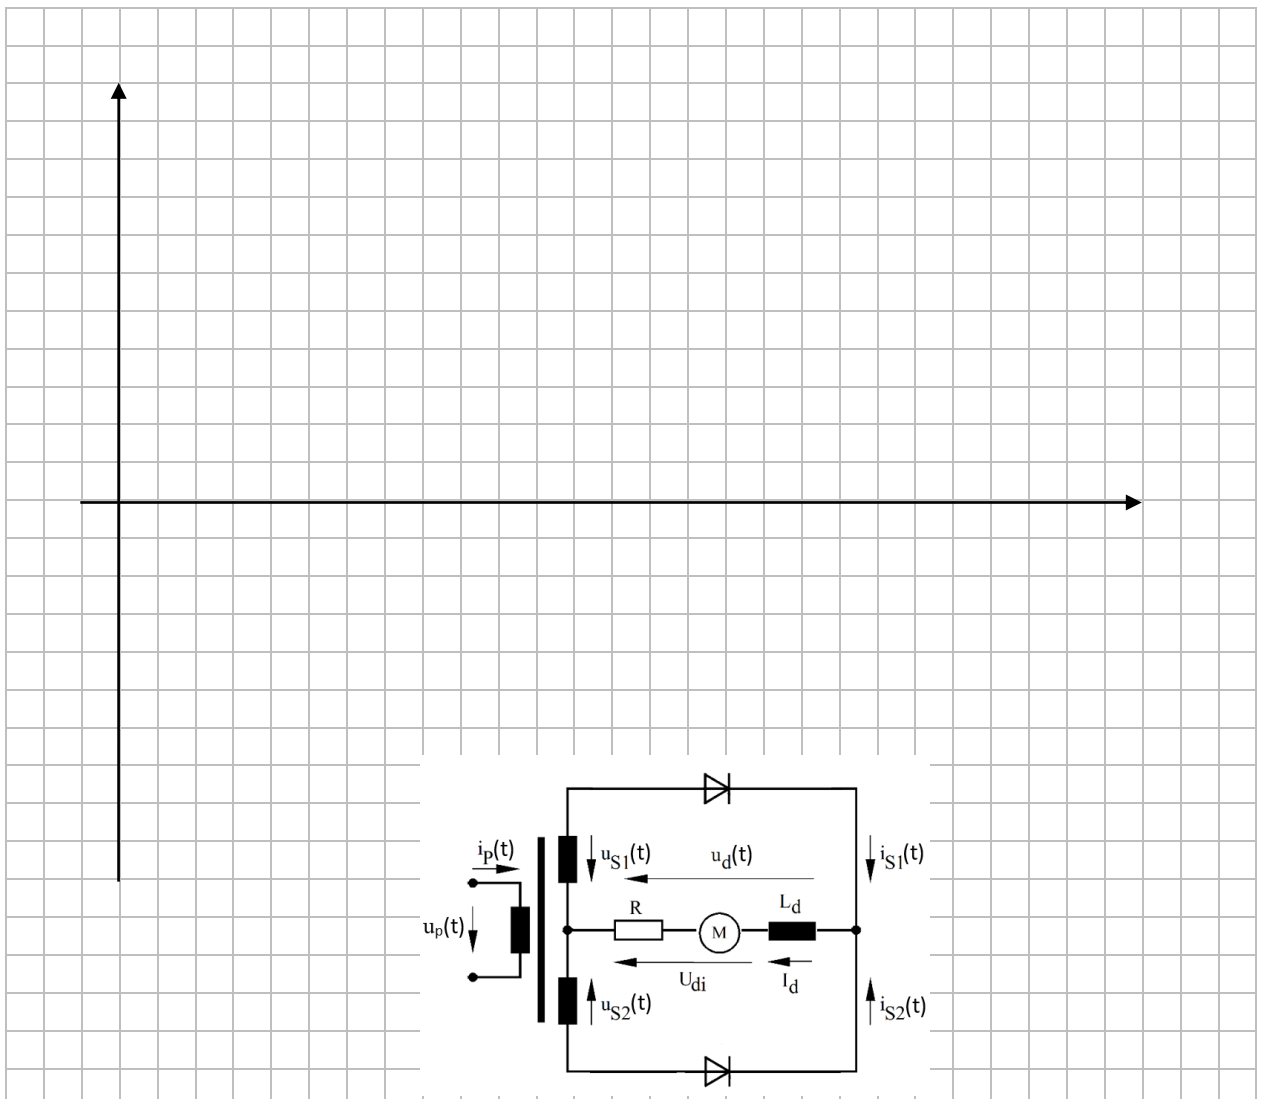 iP(t)
uS1(t)
ud(t)
iS1(t)
Ld
R
up(t)
M
Udi
Id
uS2(t)
iS2(t)